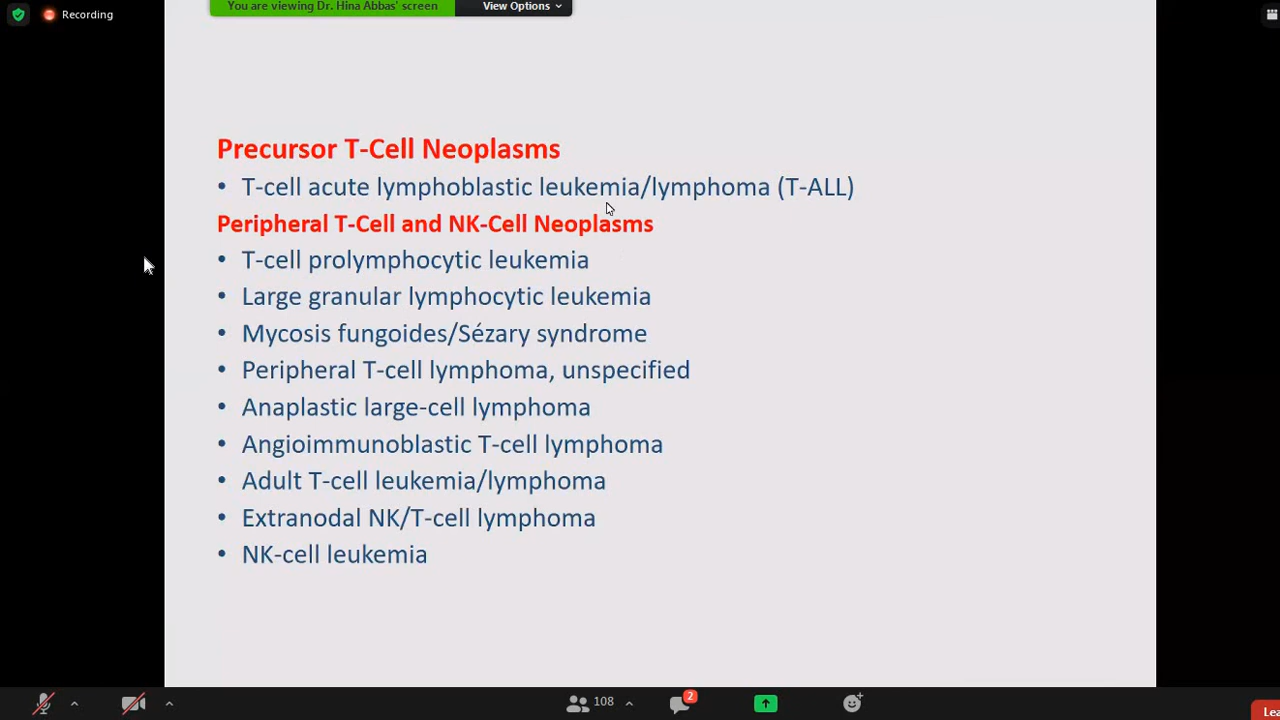 Recording
You are viewing Dr. Hina Abbas' screen
View Options
Precursor T-Cell Neoplasms
• T-cell acute lymphoblastic leukemia/lymphoma (T-ALL)
Peripheral T-Cell and NK-Cell Neoplasms
• T-cell prolymphocytic leukemia
• Large granular lymphocytic leukemia
• Mycosis fungoides/Sézary syndrome
• Peripheral T-cell lymphoma, unspecified
• Anaplastic large-cell lymphoma
• Angioimmunoblastic T-cell lymphoma
• Adult T-cell leukemia/lymphoma
• Extranodal NK/T-cell lymphoma
• NK-cell leukemia
108
2
Lea